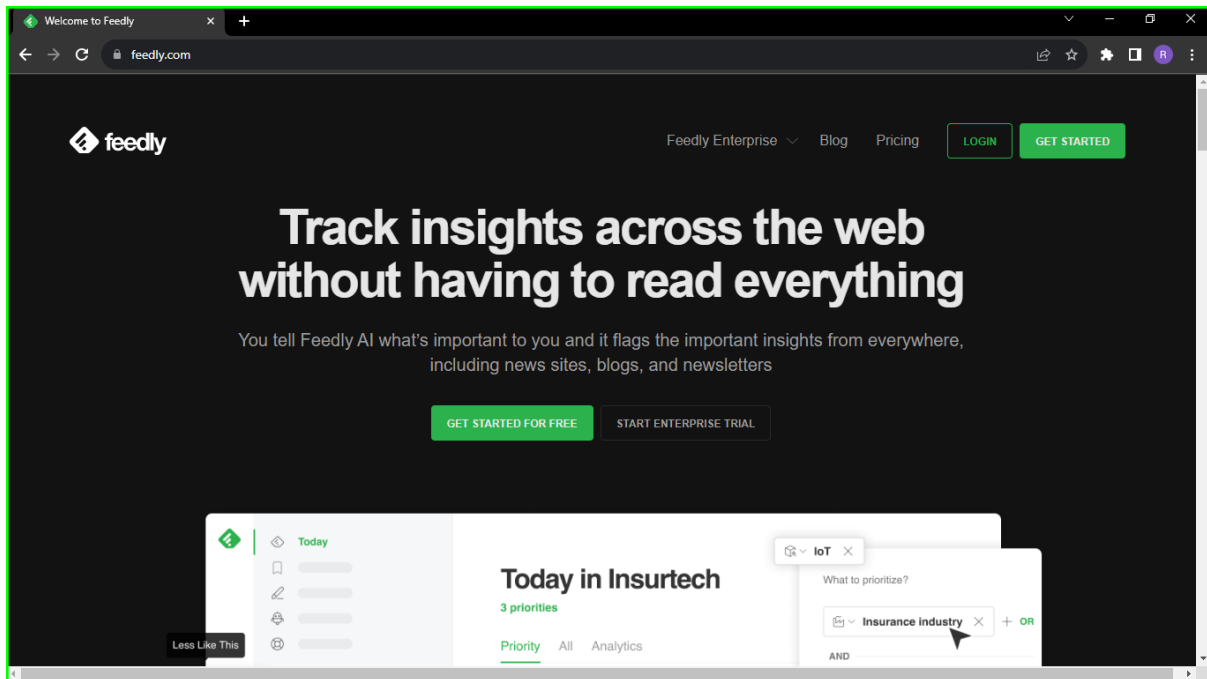 Welcome to Feedly
feedly.com
R
feedly
Feedly Enterprise Blog Pricing LOGIN GET STARTED
Track insights across the web
without having to read everything
You tell Feedly AI what's important to you and it flags the important insights from everywhere,
including news sites, blogs, and newsletters
GET STARTED FOR FREE START ENTERPRISE TRIAL
Today
IoT
Today in Insurtech
What to prioritize?
3 priorities
Insurance industry + OR
Less Like This
Priority All Analytics
AND